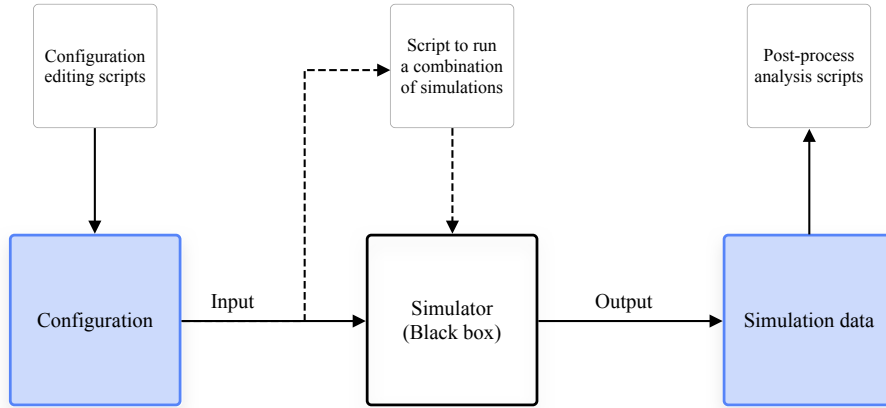 Configuration
editing scripts
Script to run
a combination
of simulations
Post-process
analysis scripts
Configuration
Input
Simulator
(Black box)
Output
Simulation data